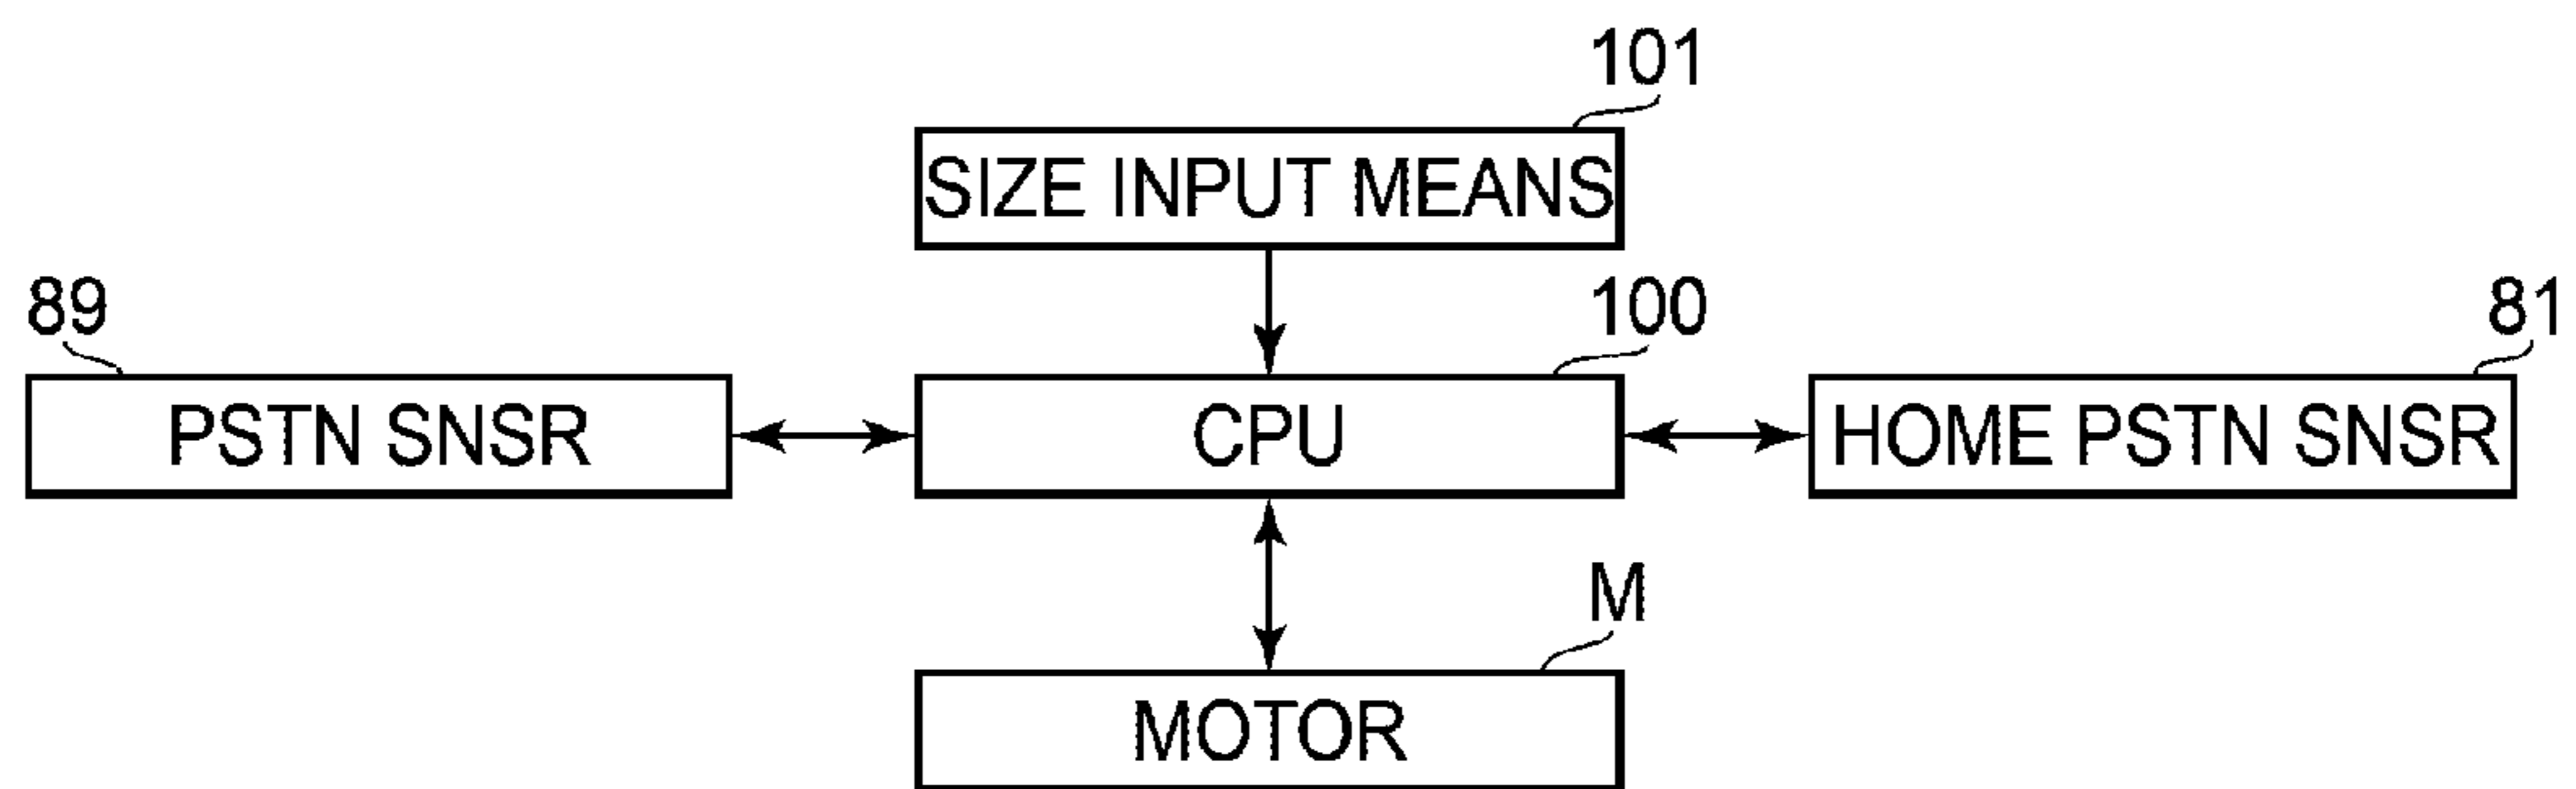 101
SIZE INPUT MEANS
89
100
81
PSTN SNSR
CPU
HOME PSTN SNSR
M
MOTOR